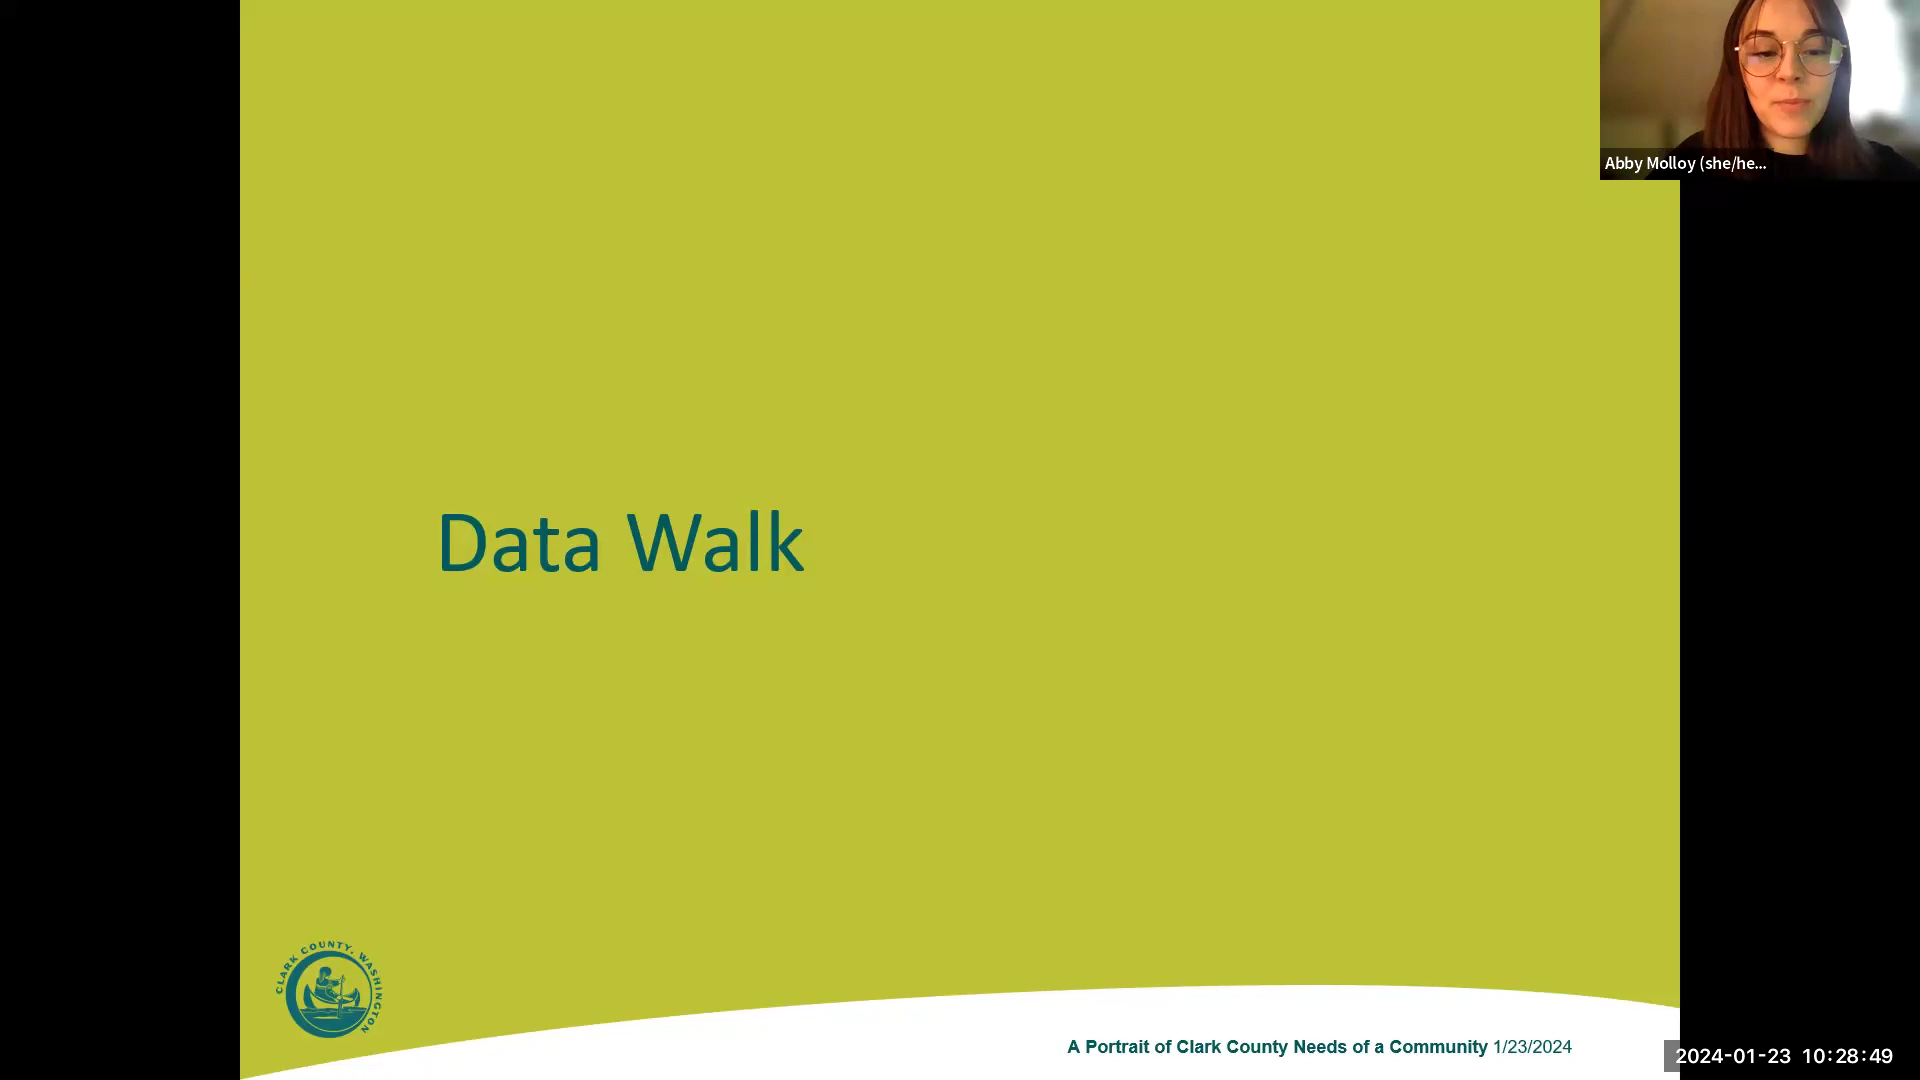 Abby Molloy (she/he...
Data Walk
CLARK COUNTY, WASHINGTON
A Portrait of Clark County Needs of a Community 1/23/2024
2024-01-23 10:28:49